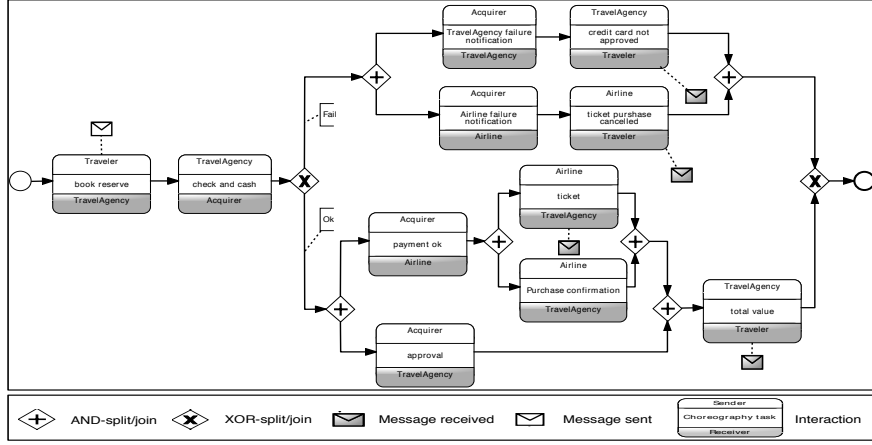 Acquirer
TravelAgency failure
notification
TravelAgency
TravelAgency
credit card not
approved
Traveler
Acquirer
Airline failure
notification
Airline
Airline
ticket purshase
cancelled
Traveler
Fail
Traveler
book reserve
TravelAgency
TravelAgency
check and cash
Acquirer
Ok
Acquirer
payment ok
Airline
Airline
ticket
TravelAgency
Airline
Purchase confirmation
TravelAgency
Acquirer
approval
TravelAgency
TravelAgency
total value
Traveler
AND-split/join
XOR-split/join
Message received
Message sent
Sender
Choreography task
Receiver
Interaction